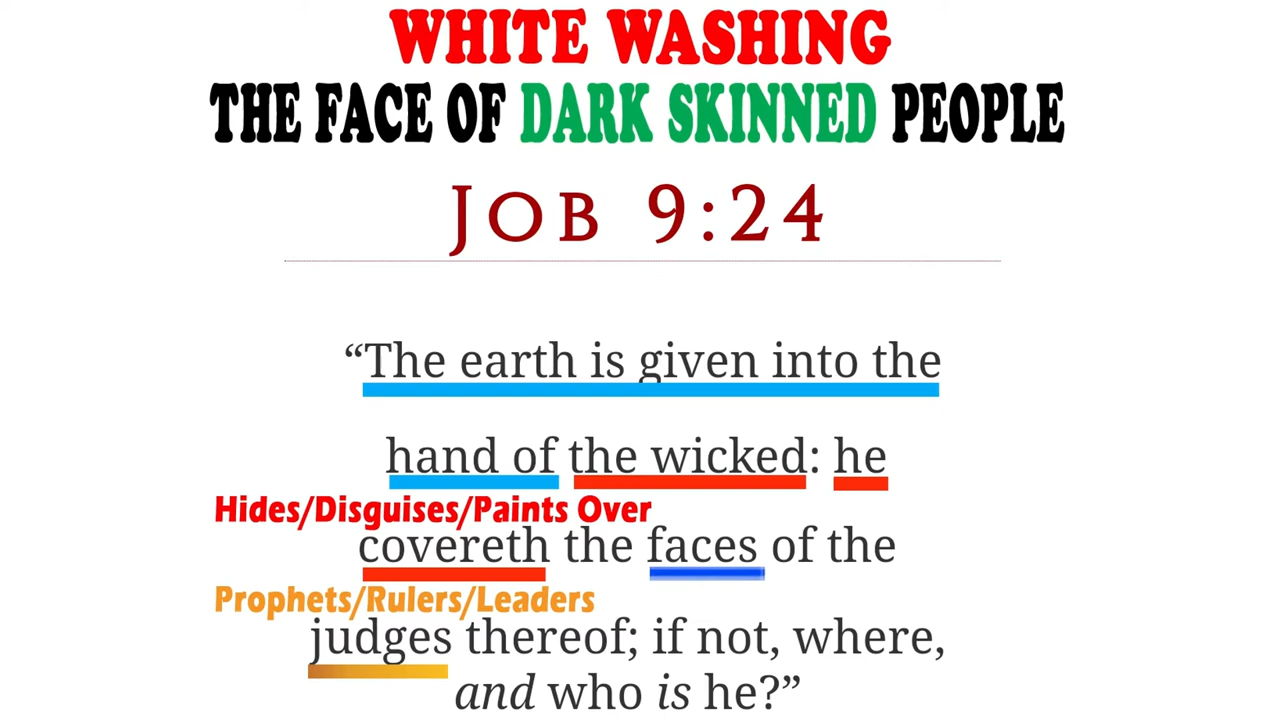 WHITE WASHING
THE FACE OF DARK SKINNED PEOPLE
JOB 9:24
“The earth is given into the
hand of the wicked: he
Hides/Disguises/Paints Over
covereth the faces of the
Prophets/Rulers/Leaders
judges thereof; if not, where,
and who is he?”